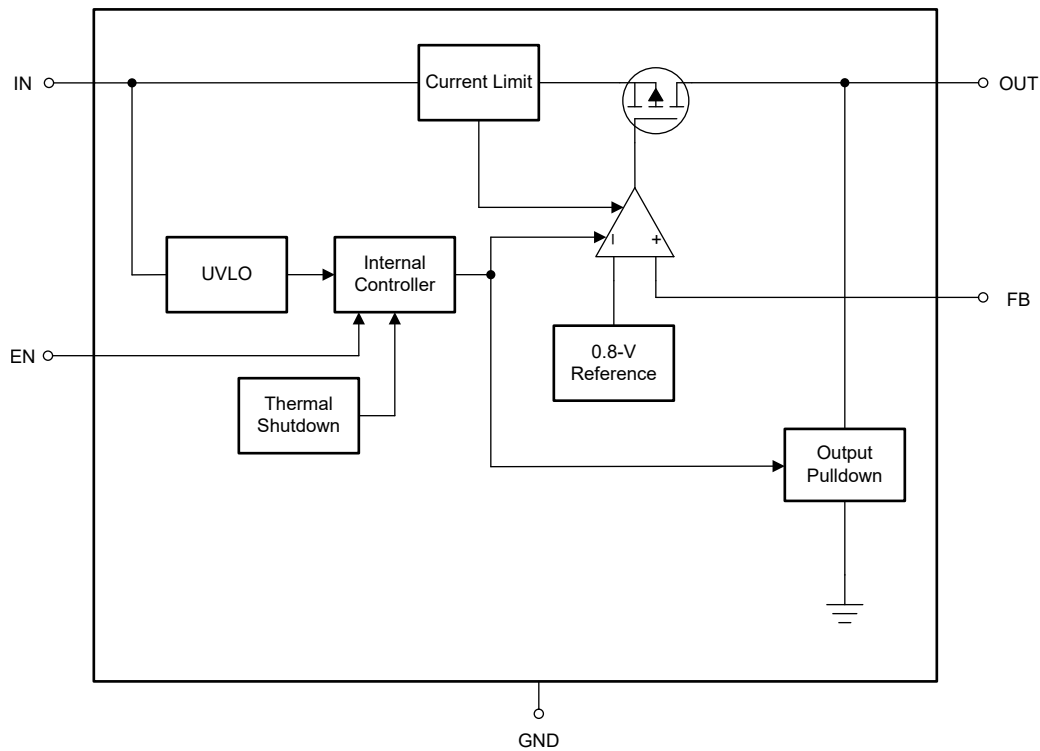 IN
Current Limit
OUT
UVLO
Internal
Controller
+
FB
EN
0.8-V
Reference
Thermal
Shutdown
Output
Pulldown
GND